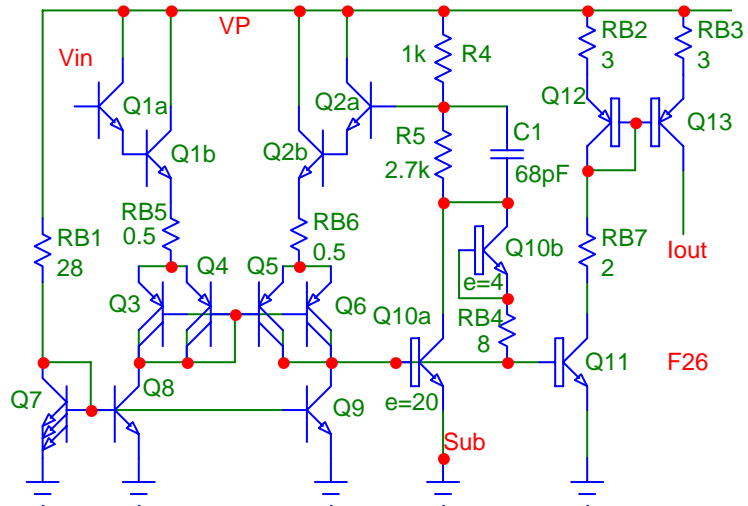 VP
RB2
3
RB3
3
Vin
1k
R4
Q1a
Q2a
Q12
Q13
Q1b
Q2b
R5
2.7k
C1
68pF
RB5
0.5
RB6
0.5
RB1
28
Q10b
e=4
RB7
2
Iout
Q3
Q4
Q5
Q6
Q10a
RB4
8
Q7
Q8
Q9
e=20
Q11
F26
Sub